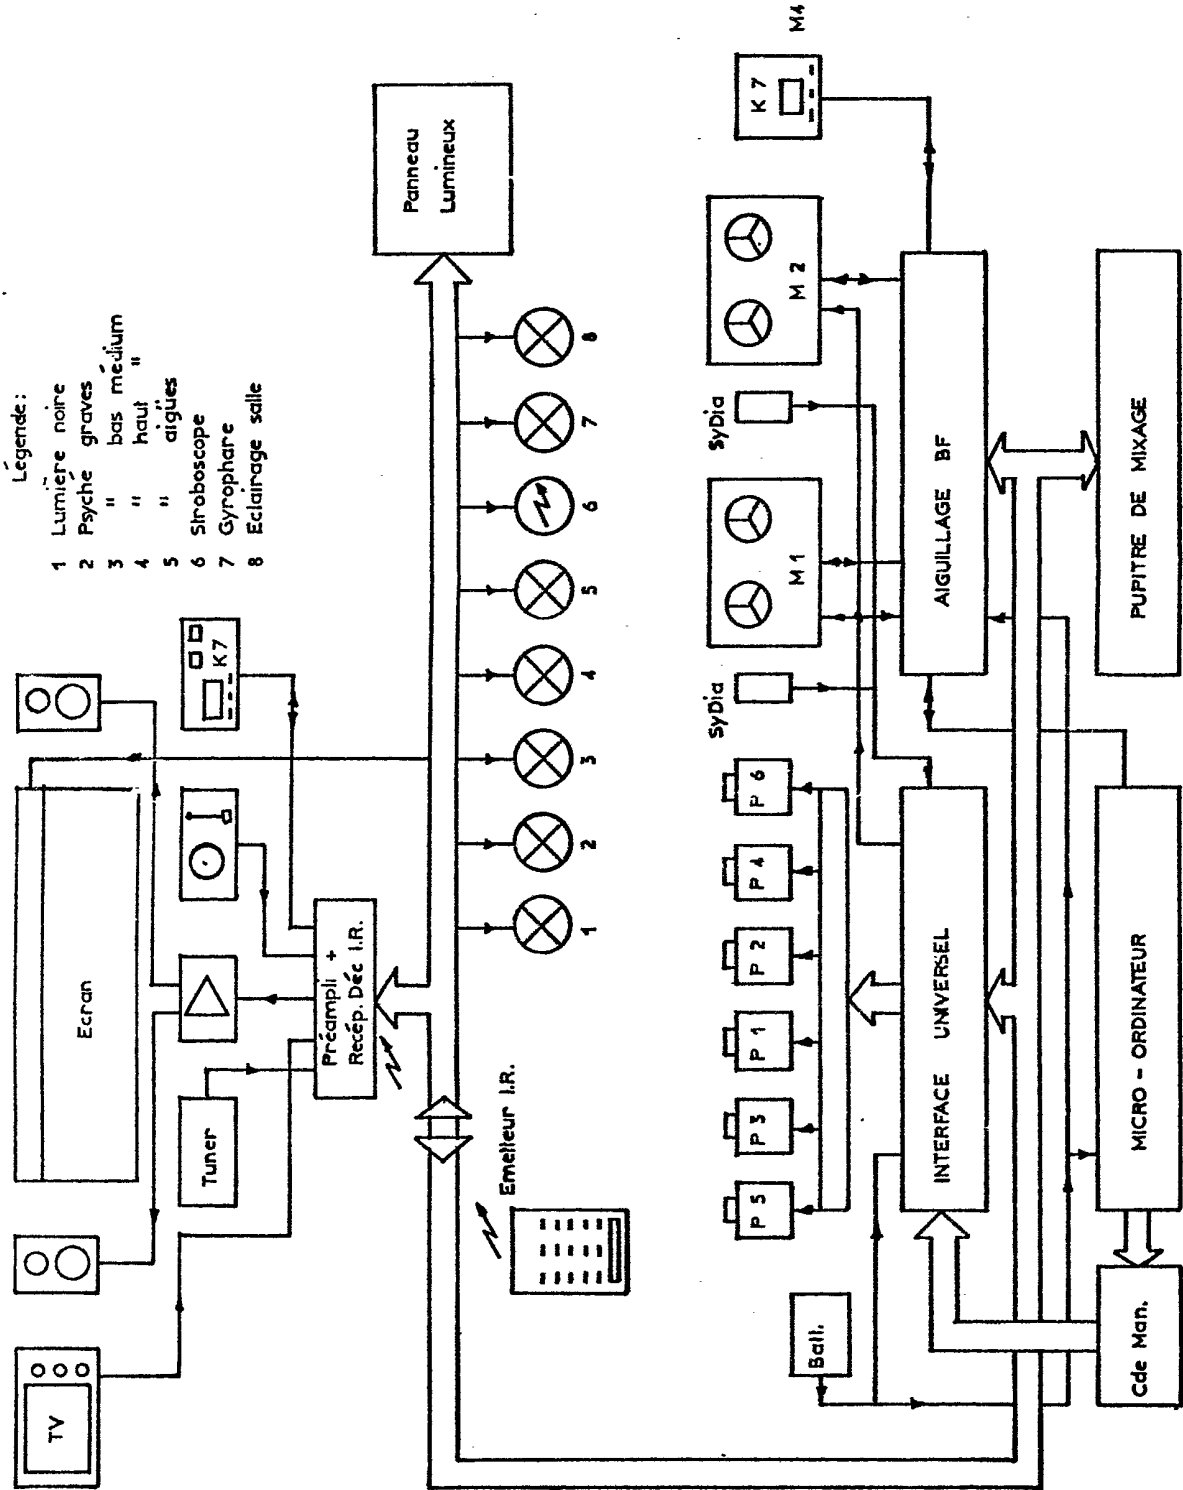 Légende:
1 Lumière noire
2 Psyché graves
3 " bas médium
4 " haut "
5 " aigües
6 Stroboscope
7 Gyrophare
8 Eclairage salle
TV
Ecran
Tuner
K7
Préampli +
Recép. Déc I.R.
Panneau
Lumineux
Emetteur I.R.
1
2
3
4
5
6
7
8
Batt.
P 5
P 3
P 1
P 2
P 4
P 6
SyDia
M 1
SyDia
M 2
K 7
M4
INTERFACE UNIVERSEL
AIGUILLAGE BF
Cde Man.
MICRO - ORDINATEUR
PUPITRE DE MIXAGE